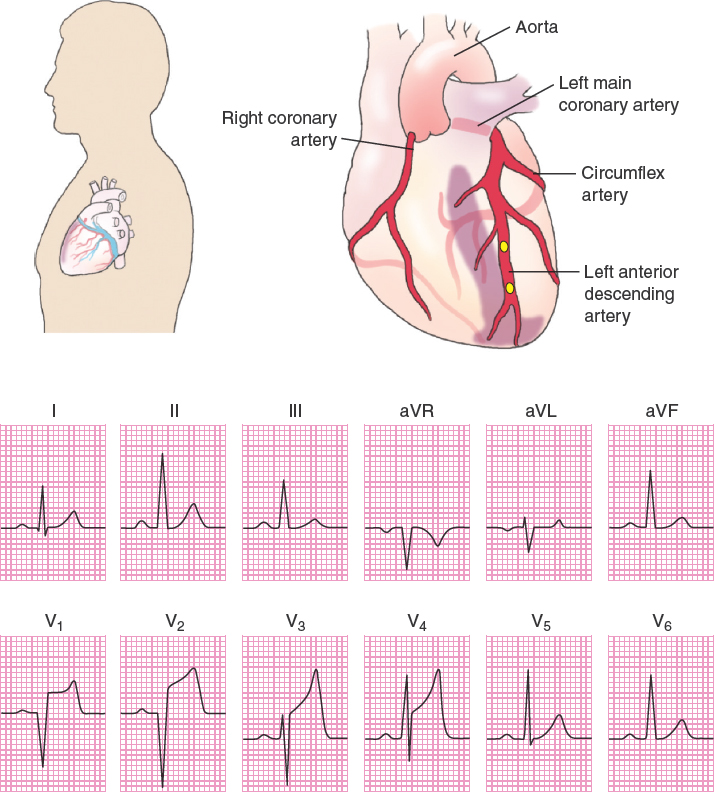 Aorta
Left main
coronary artery
Right coronary
artery
Circumflex
artery
Left anterior
descending
artery
I
II
III
aVR
aVL
aVF
V1
V2
V3
V4
V5
V6